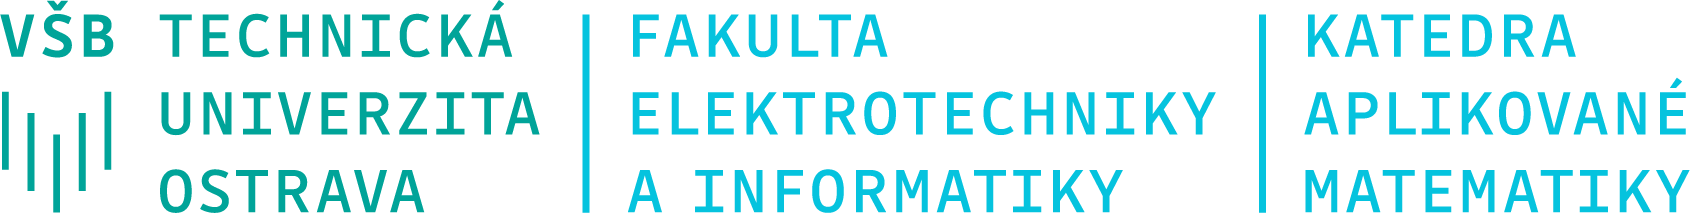 VŠB TECHNICKÁ
UNIVERZITA
OSTRAVA
FAKULTA
ELEKTROTECHNIKY
A INFORMATIKY
KATEDRA
APLIKOVANÉ
MATEMATIKY